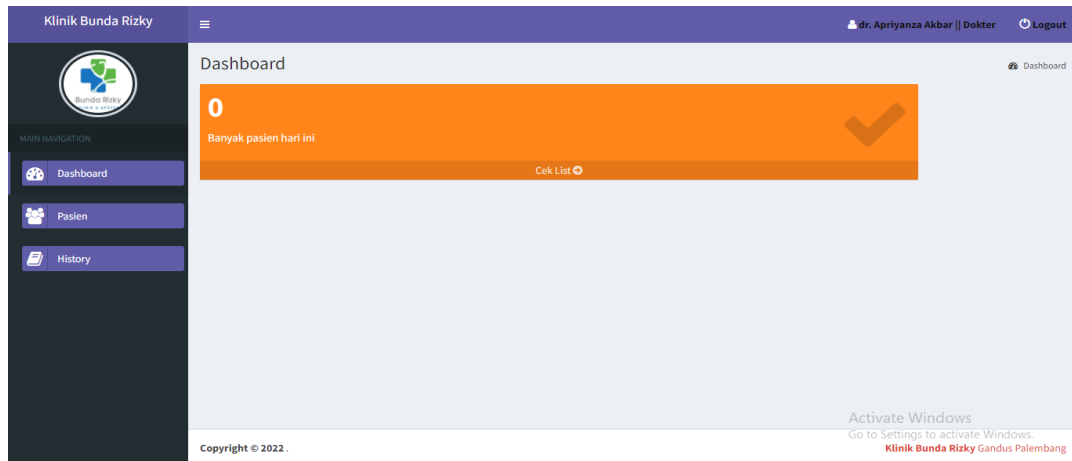 Klinik Bunda Rizky
dr. Apriyanza Akbar || Dokter
Logout
Bunda Rizky
MAIN NAVIGATION
Dashboard
Pasien
History
Dashboard
Dashboard
0
Banyak pasien hari ini
Cek List
Activate Windows
Go to Settings to activate Windows.
Copyright © 2022 .
Klinik Bunda Rizky Gandus Palembang